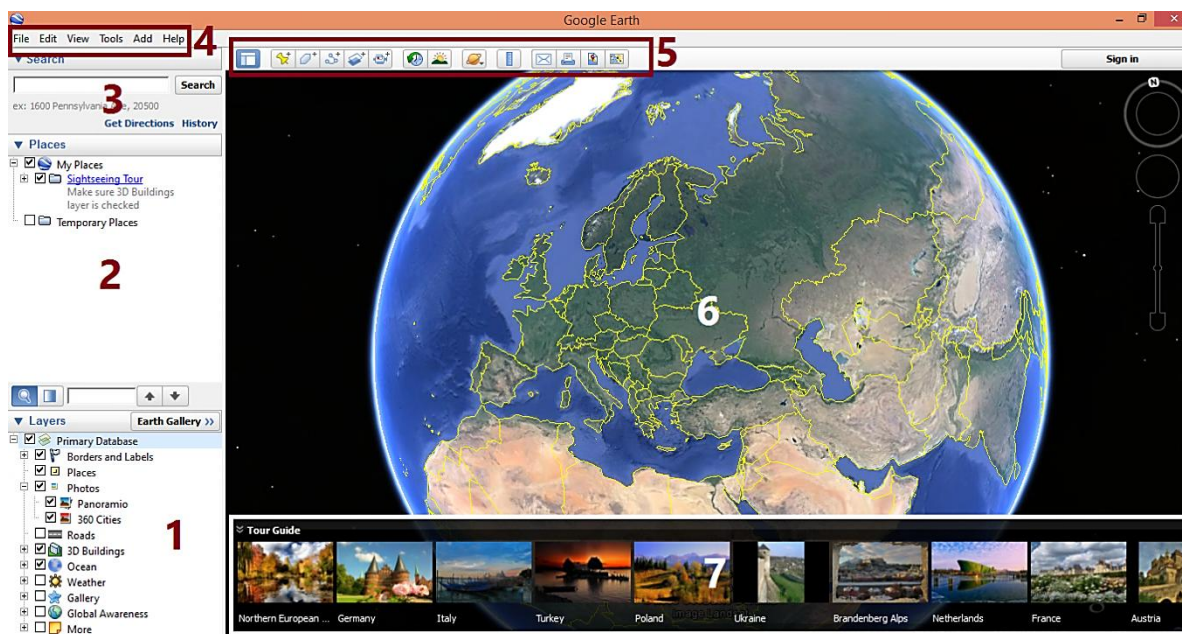 Google Earth
File Edit View Tools Add Help
4
5
Sign in
Search
Search
3
ex: 1600 Pennsylvania Ave, 20500
Get Directions History
Places
My Places
Sightseeing Tour
Make sure 3D Buildings
layer is checked
Temporary Places
2
N
6
Layers
Earth Gallery >>
Primary Database
Borders and Labels
Places
Photos
Panoramio
360 Cities
Roads
3D Buildings
Ocean
Weather
Gallery
Global Awareness
More
1
Tour Guide
7
Northern European ... Germany Italy Turkey Poland Ukraine Brandenberg Alps Netherlands France Austria